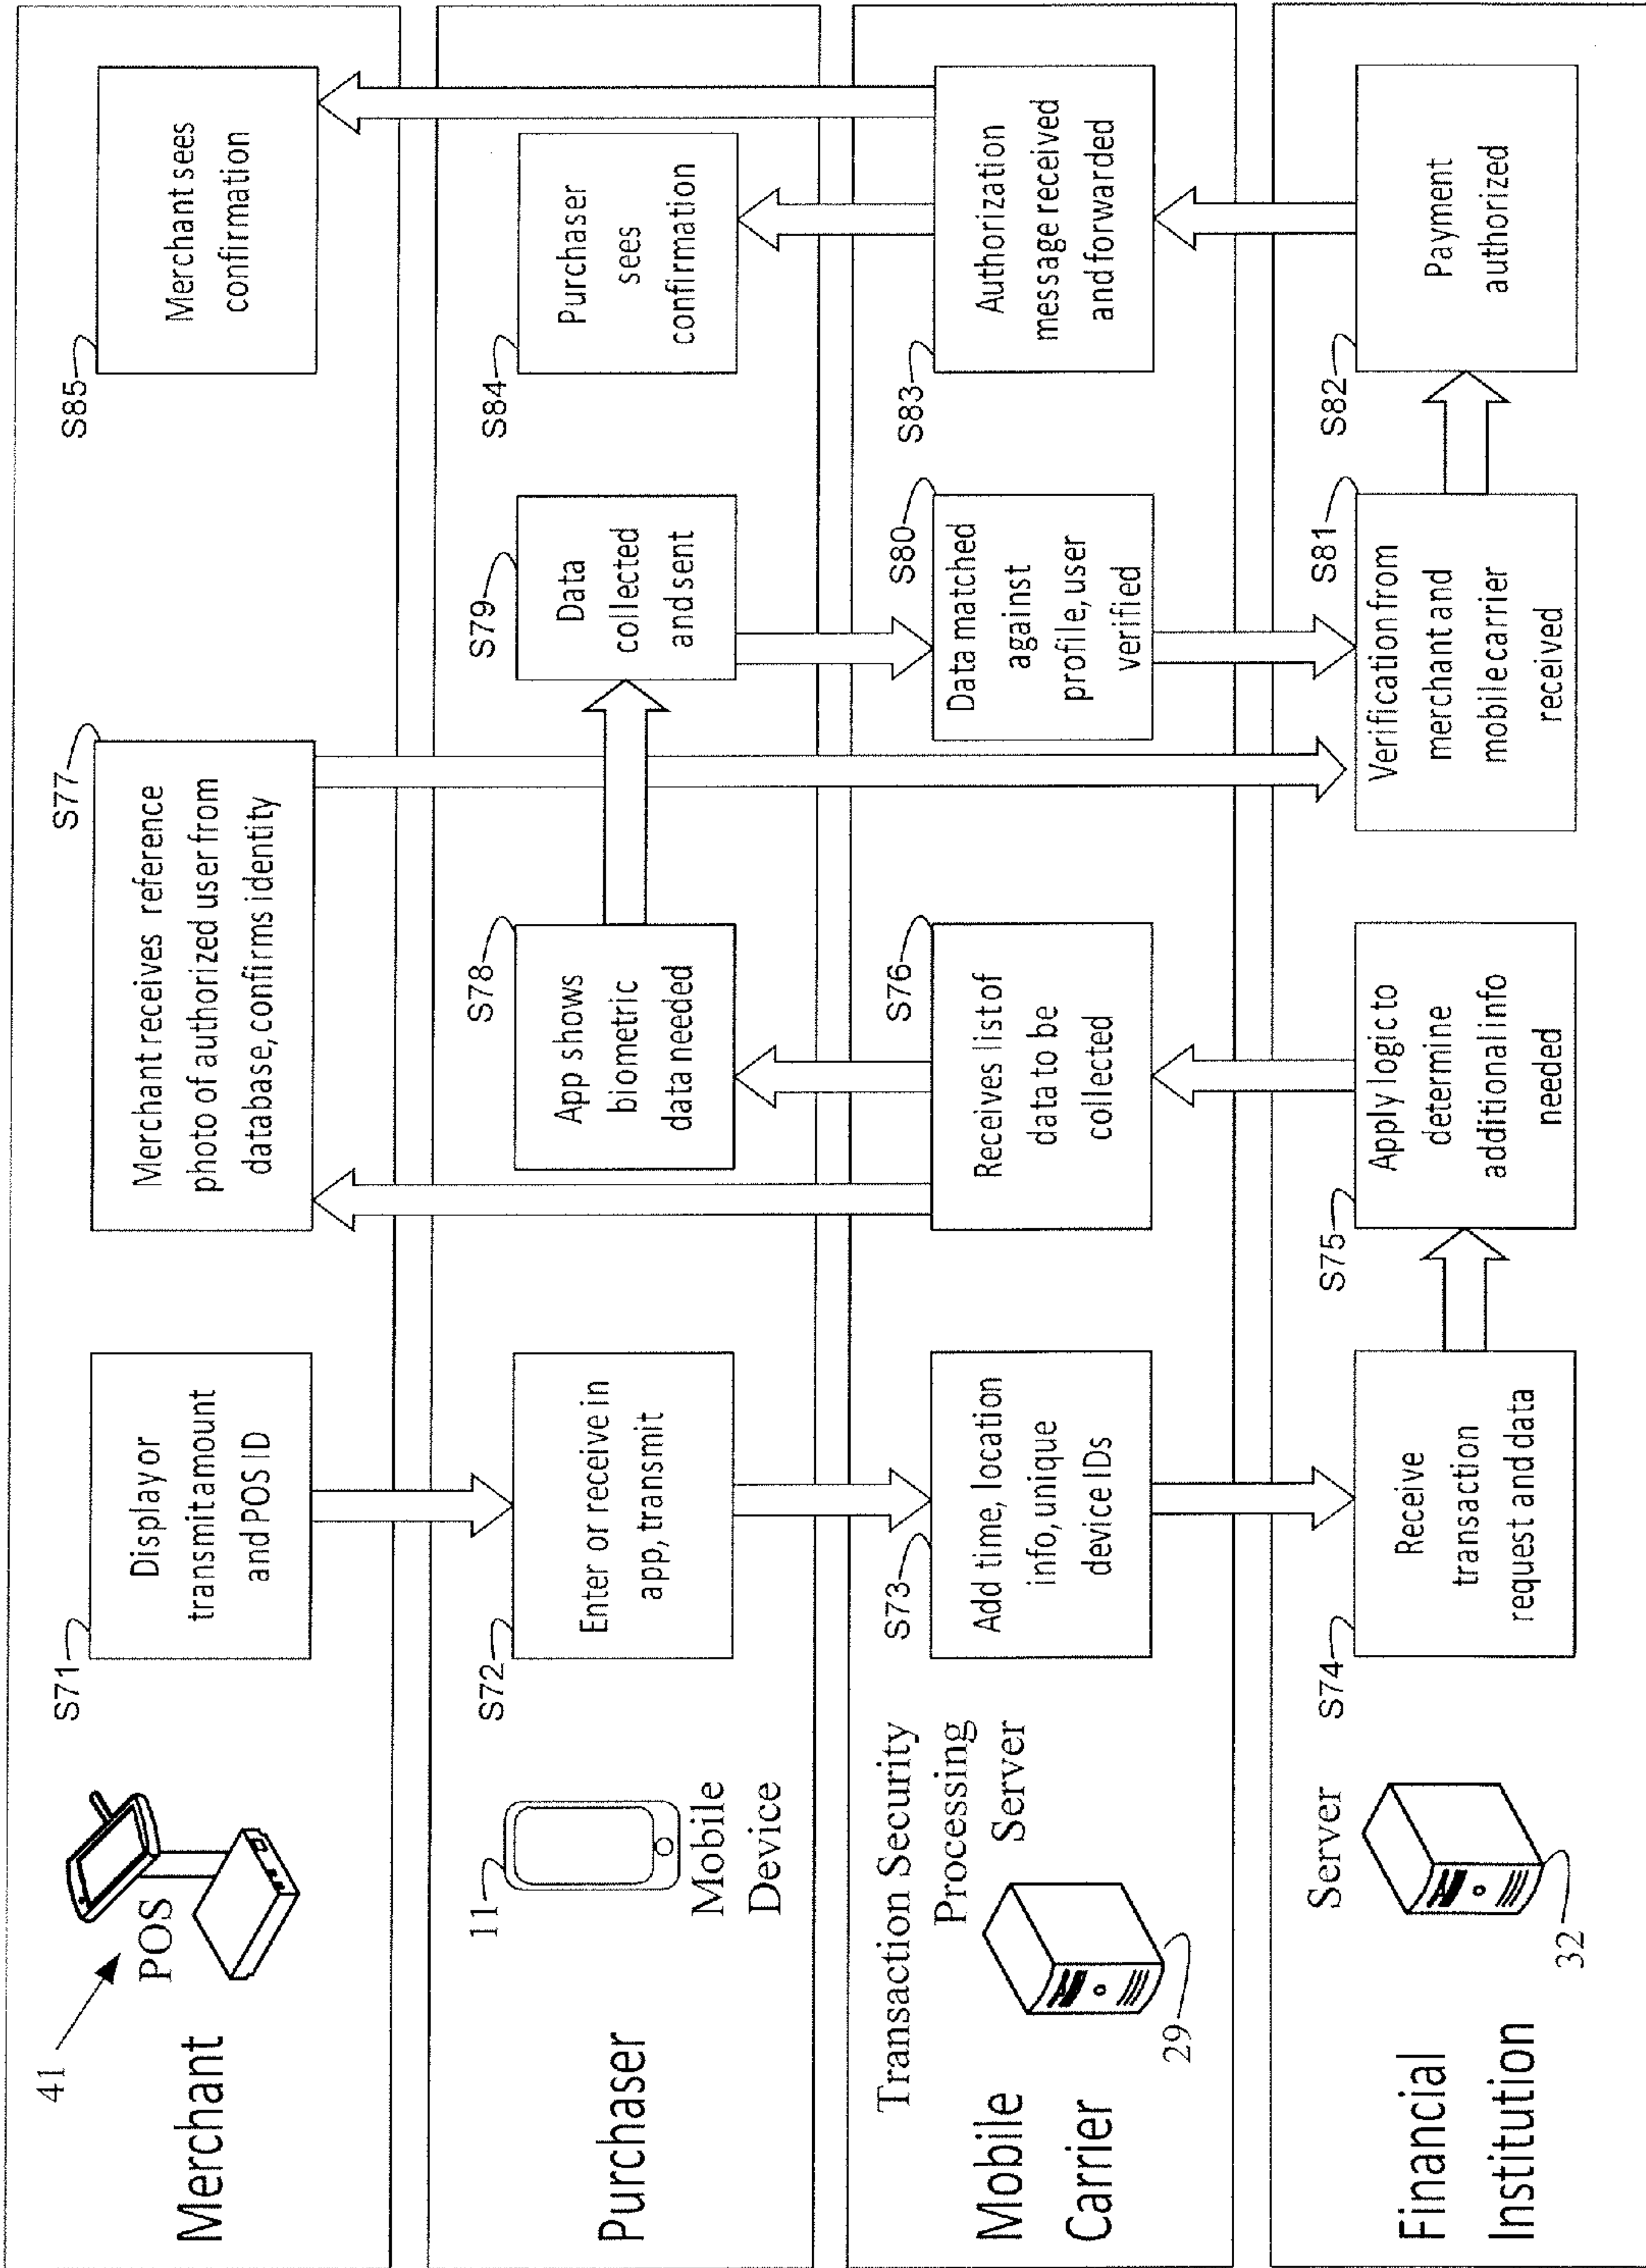 41
POS
Merchant
S71
Display or
transmit amount
and POS ID
S77
Merchant receives reference
photo of authorized user from
database, confirms identity
S85
Merchant sees
confirmation
11
Mobile
Device
Purchaser
S72
Enter or receive in
app, transmit
S78
App shows
biometric
data needed
S79
Data
collected
and sent
S84
Purchaser
sees
confirmation
Transaction Security
Processing
Server
29
Mobile
Carrier
S73
Add time, location
info, unique
device IDs
S76
Receives list of
data to be
collected
S80
Data matched
against
profile, user
verified
S83
Authorization
message received
and forwarded
Server
32
Financial
Institution
S74
Receive
transaction
request and data
S75
Apply logic to
determine
additional info
needed
S81
Verification from
merchant and
mobile carrier
received
S82
Payment
authorized